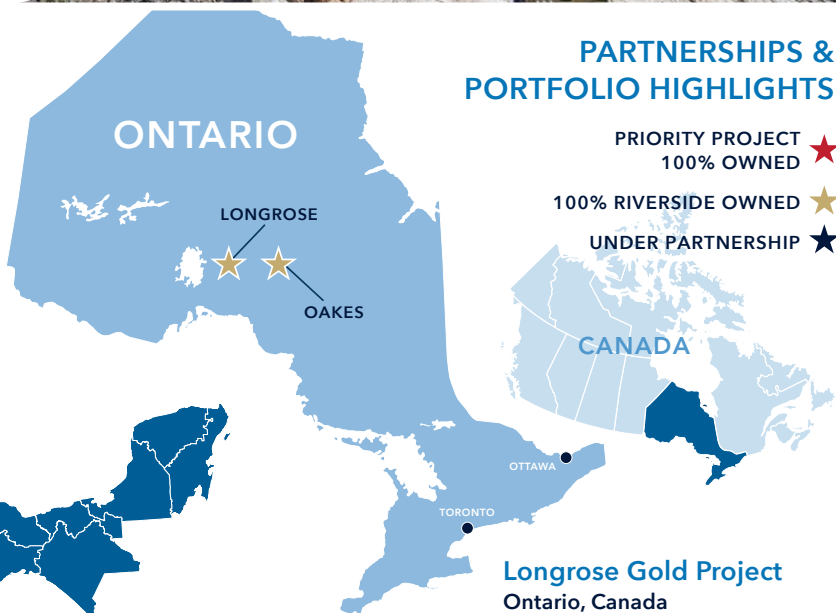 PARTNERSHIPS &
PORTFOLIO HIGHLIGHTS
PRIORITY PROJECT
100% OWNED
100% RIVERSIDE OWNED
UNDER PARTNERSHIP
ONTARIO
LONGROSE
OAKES
CANADA
OTTAWA
TORONTO
Longrose Gold Project
Ontario, Canada